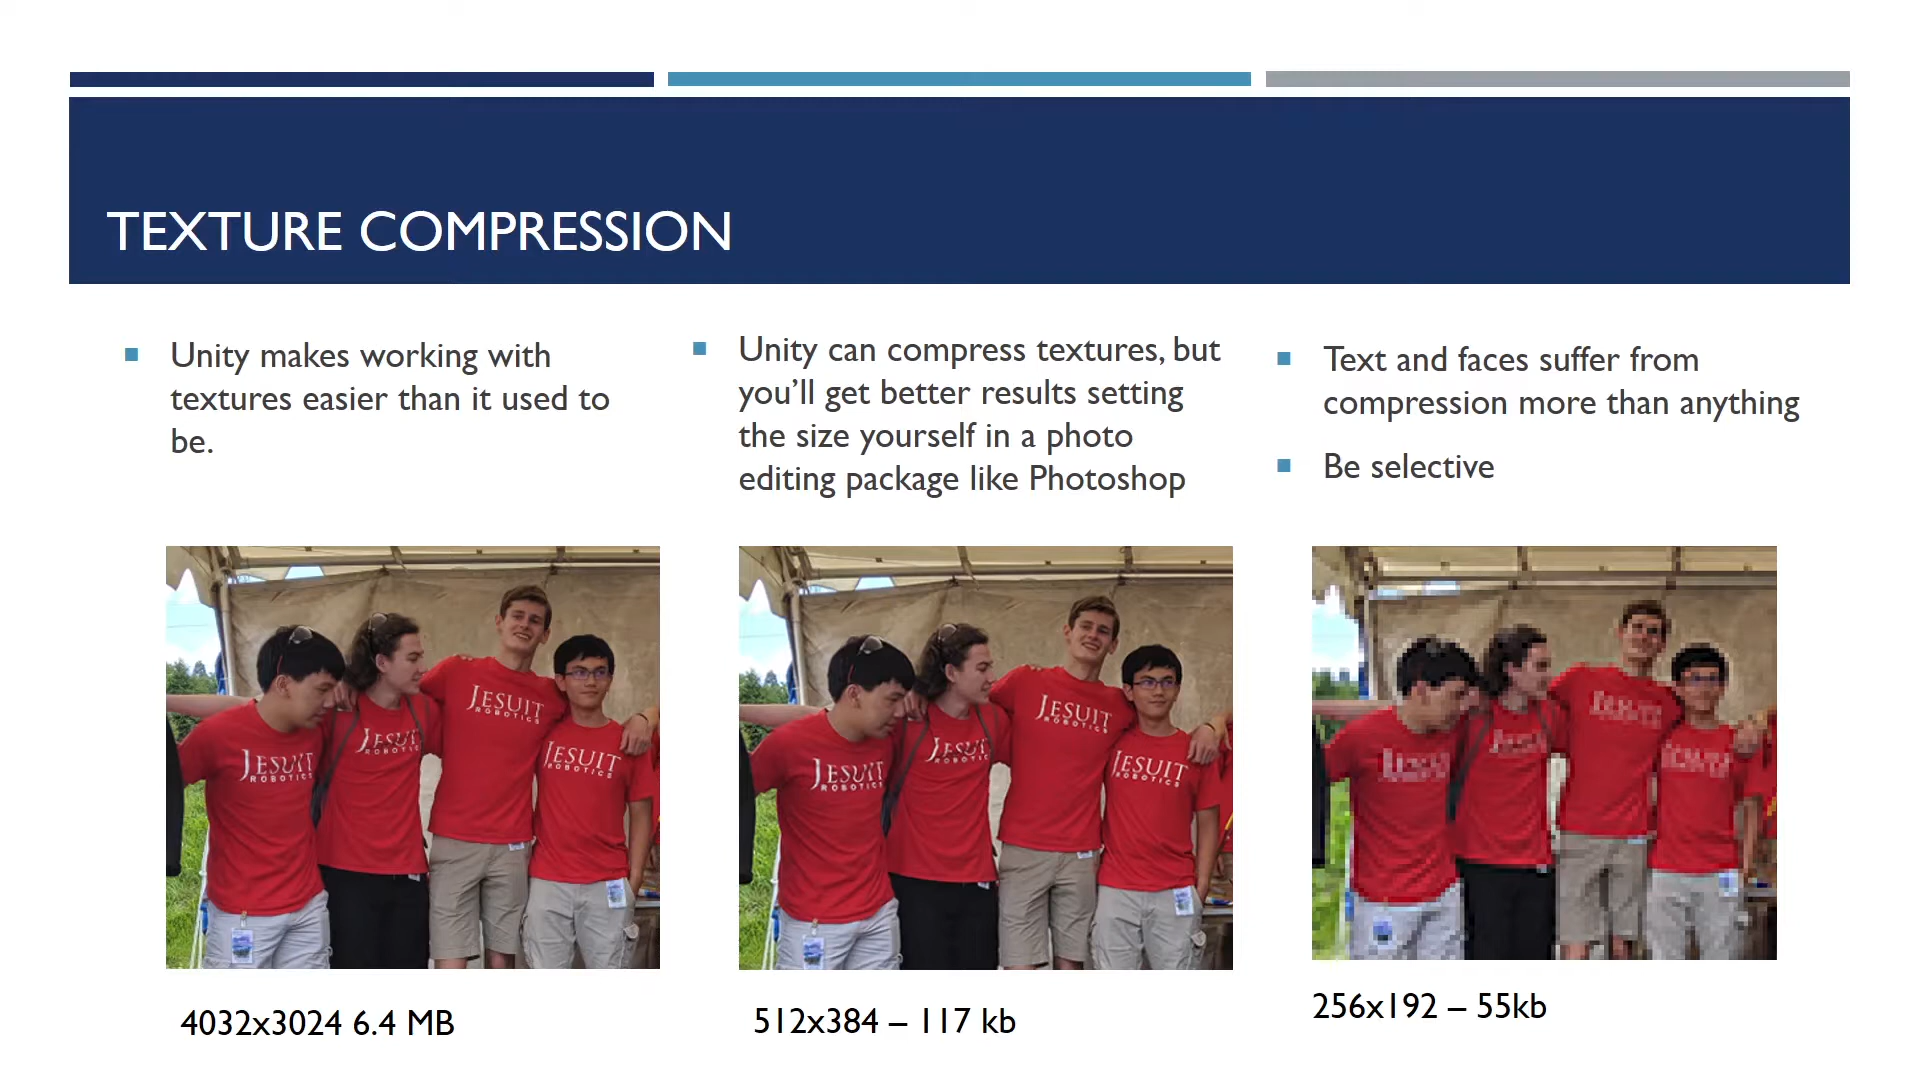 TEXTURE COMPRESSION
Unity makes working with
textures easier than it used to
be.
Unity can compress textures, but
you’ll get better results setting
the size yourself in a photo
editing package like Photoshop
Text and faces suffer from
compression more than anything
Be selective
JESUIT
ROBOTICS
JESUIT
ROBOTICS
JESUIT
ROBOTICS
JESUIT
ROBOTICS
JESUIT
ROBOTICS
JESUIT
ROBOTICS
JESUIT
ROBOTICS
JESUIT
ROBOTICS
4032x3024 6.4 MB
512x384 – 117 kb
256x192 – 55kb